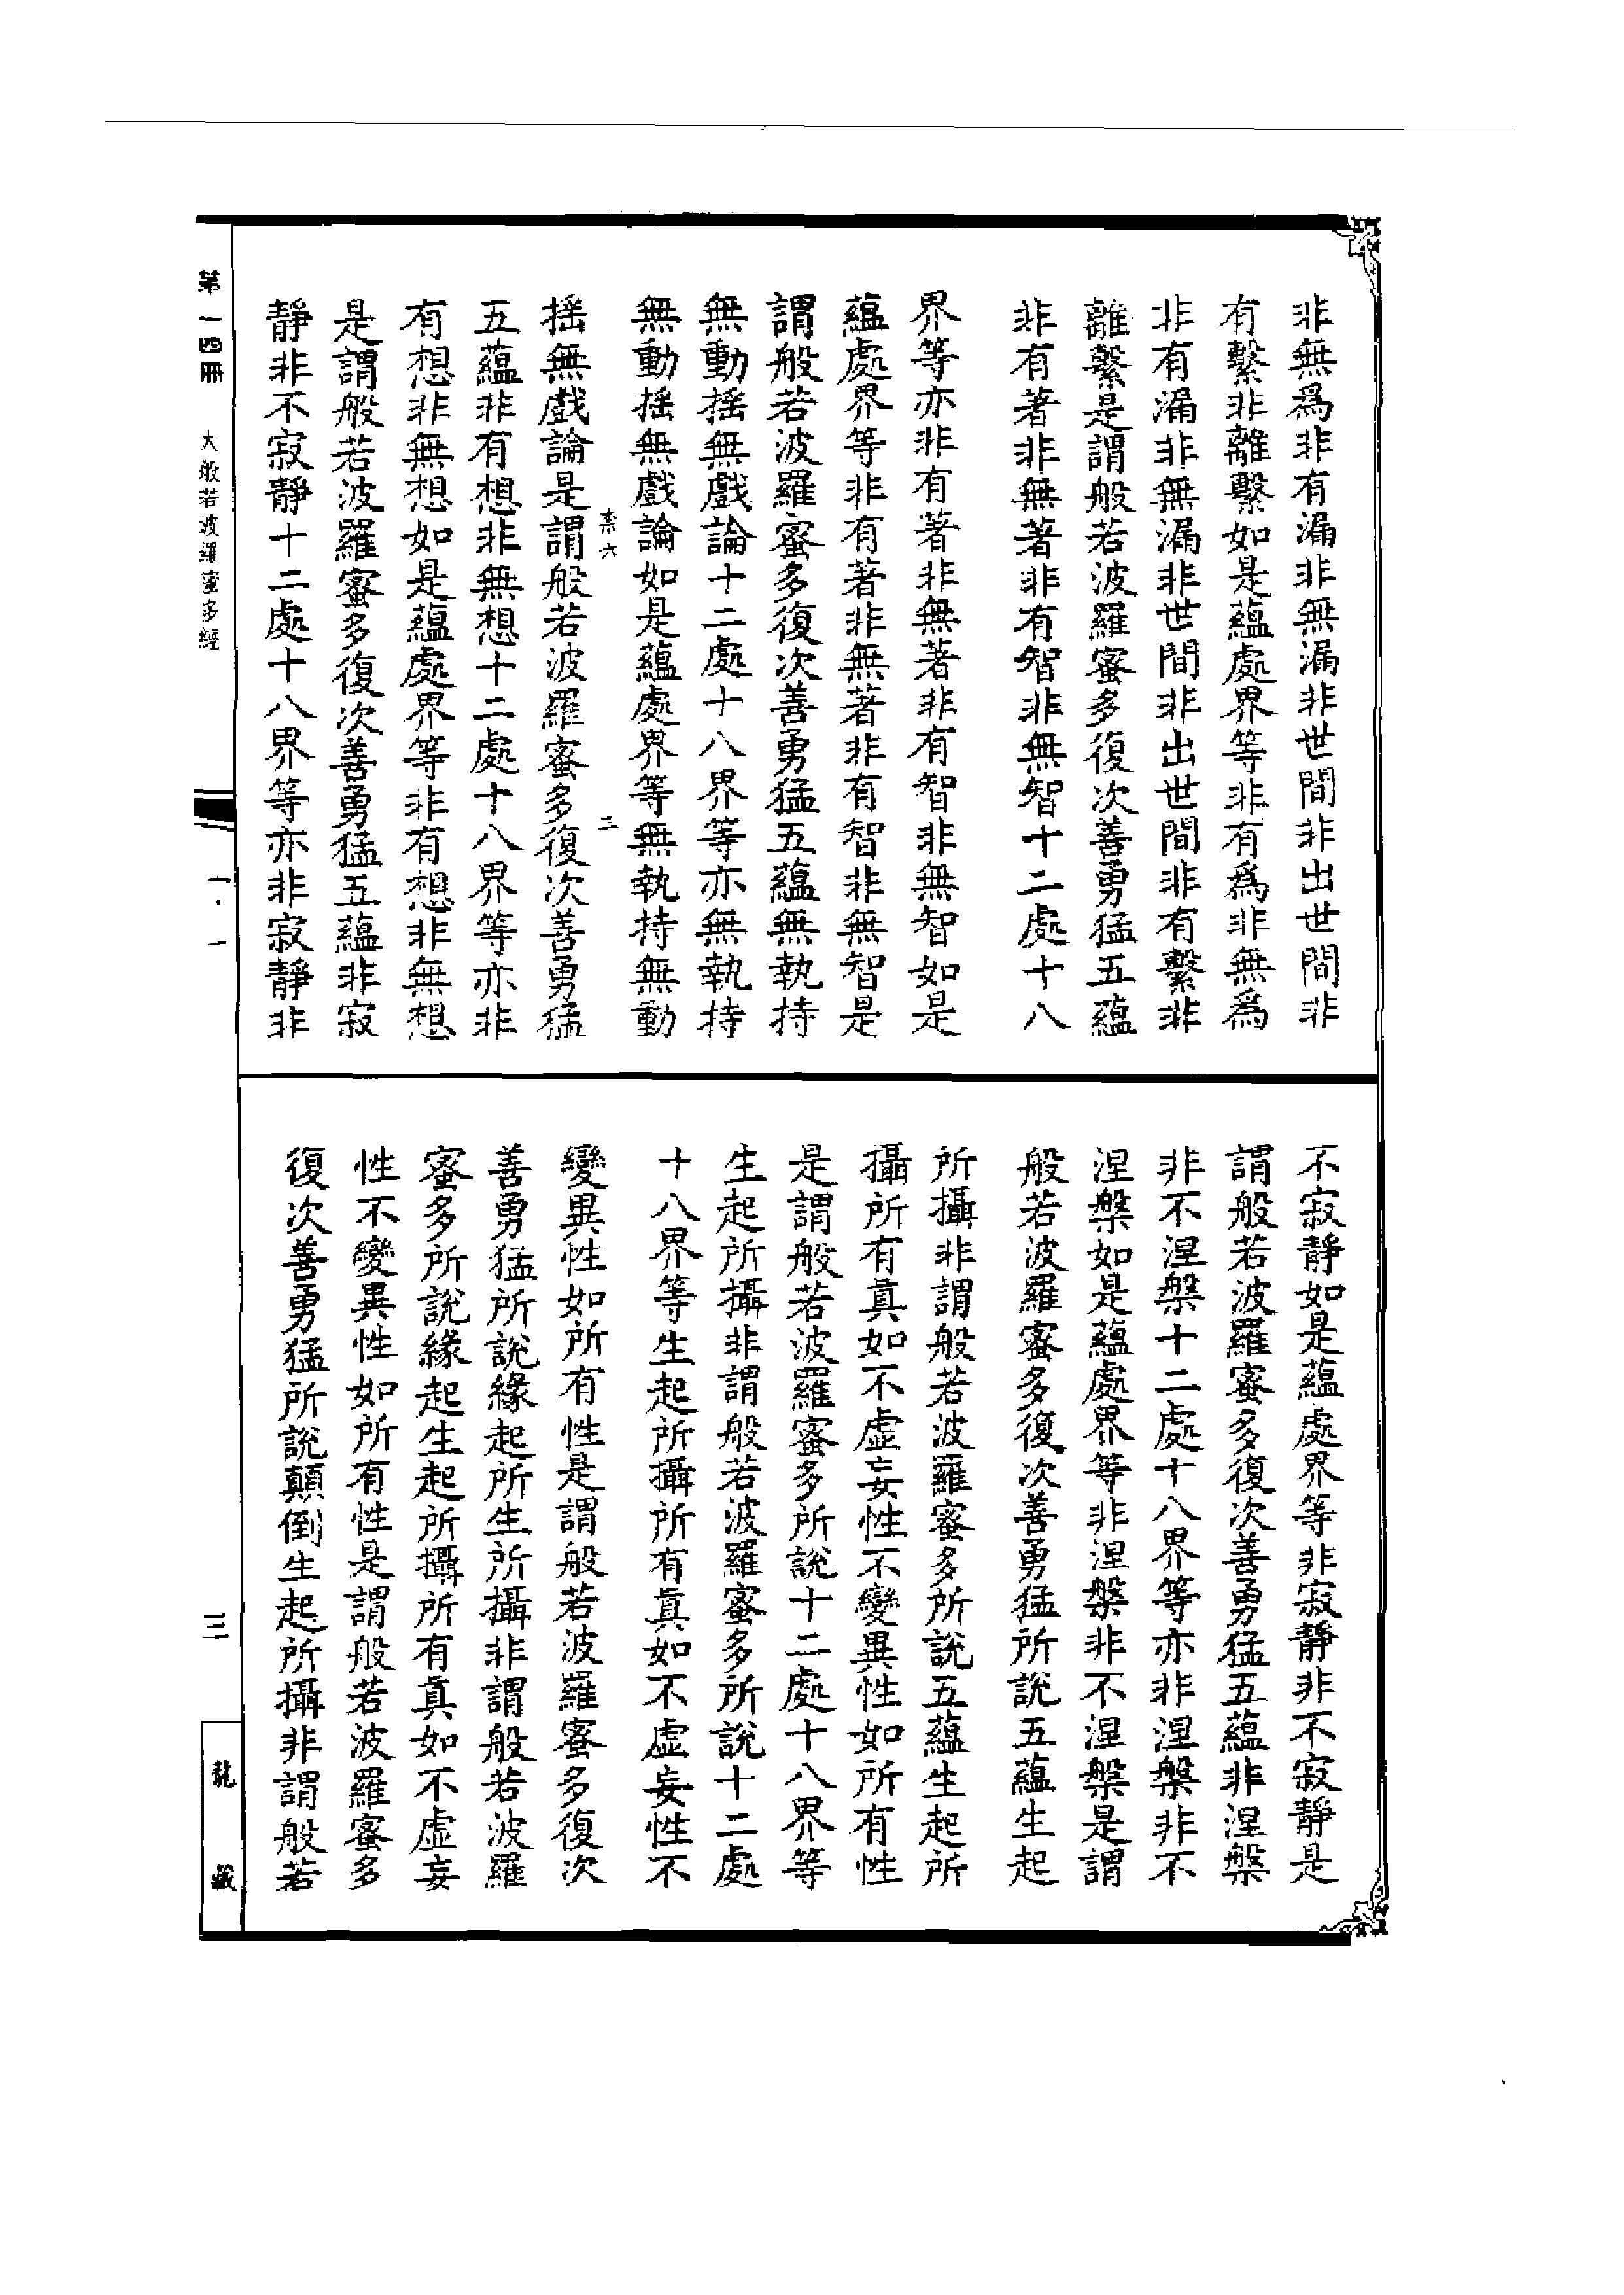 非無爲非有漏非無漏非世間非出世間非
有繫非離繫如是蘊處界等非有爲非無爲
非有漏非無漏非世間非出世間非有繫非
離繫是謂般若波羅蜜多復次善勇猛五蘊
非有著非無著非有智非無智十二處十八
界等亦非有著非無著非有智非無智如是
蘊處界等非有著非無著非有智非無智是
謂般若波羅蜜多復次善勇猛五蘊無執持
無動搖無戲論十二處十八界等亦無執持
無動搖無戲論如是蘊處界等無執持無動
柰六 三
搖無戲論是謂般若波羅蜜多復次善勇猛
五蘊非有想非無想十二處十八界等亦非
有想非無想如是蘊處界等非有想非無想
是謂般若波羅蜜多復次善勇猛五蘊非寂
靜非不寂靜十二處十八界等亦非寂靜非
不寂靜如是蘊處界等非寂靜非不寂靜是
謂般若波羅蜜多復次善勇猛五蘊非涅槃
非不涅槃十二處十八界等亦非涅槃非不
涅槃如是蘊處界等非涅槃非不涅槃是謂
般若波羅蜜多復次善勇猛所說五蘊生起
所攝非謂般若波羅蜜多所說五蘊生起所
攝所有真如不虛妄性不變異性如所有性
是謂般若波羅蜜多所說十二處十八界等
生起所攝非謂般若波羅蜜多所說十二處
十八界等生起所攝所有真如不虛妄性不
變異性如所有性是謂般若波羅蜜多復次
善勇猛所說緣起所生所攝非謂般若波羅
蜜多所說緣起生起所攝所有真如不虛妄
性不變異性如所有性是謂般若波羅蜜多
復次善勇猛所說顛倒生起所攝非謂般若
第一四冊 大般若波羅蜜多經
三
龍藏